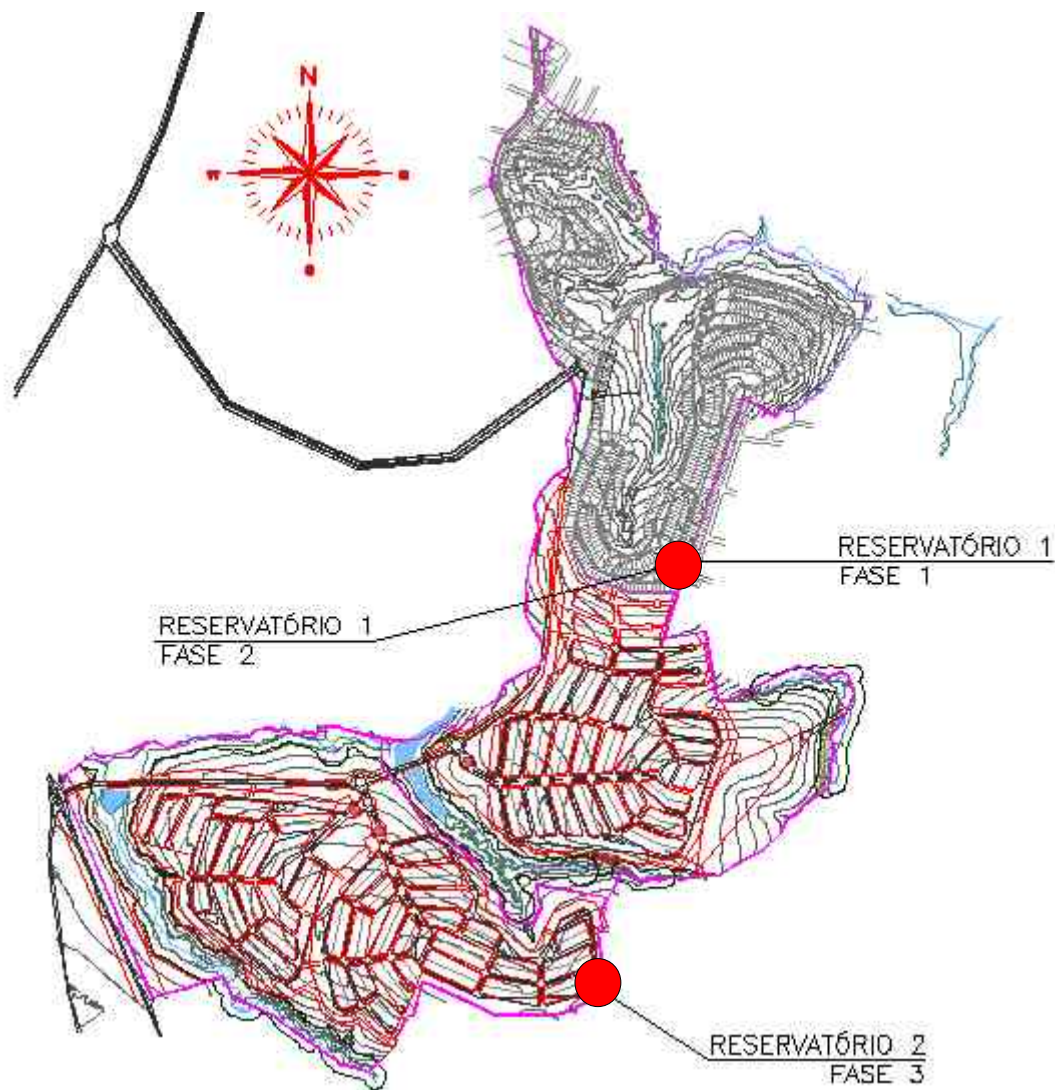 N
RESERVATÓRIO 1
FASE 1
RESERVATÓRIO 1
FASE 2
RESERVATÓRIO 2
FASE 3